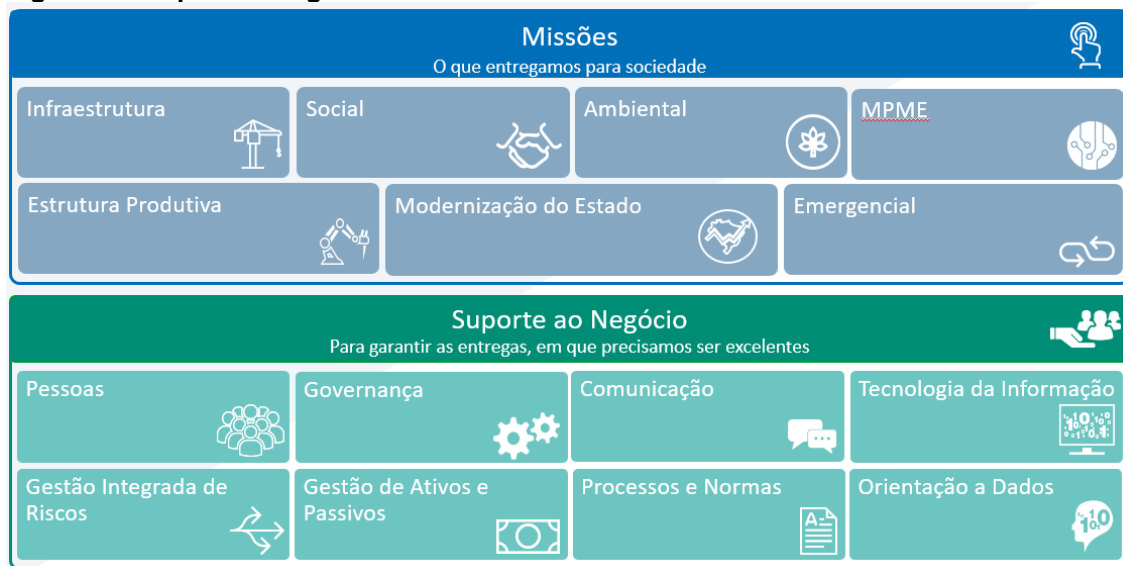 Missões
O que entregamos para sociedade
Infraestrutura
Social
Ambiental
MPME
Estrutura Produtiva
Modernização do Estado
Emergencial
Suporte ao Negócio
Para garantir as entregas, em que precisamos ser excelentes
Pessoas
Governança
Comunicação
Tecnologia da Informação
Gestão Integrada de
Riscos
Gestão de Ativos e
Passivos
Processos e Normas
Orientação a Dados